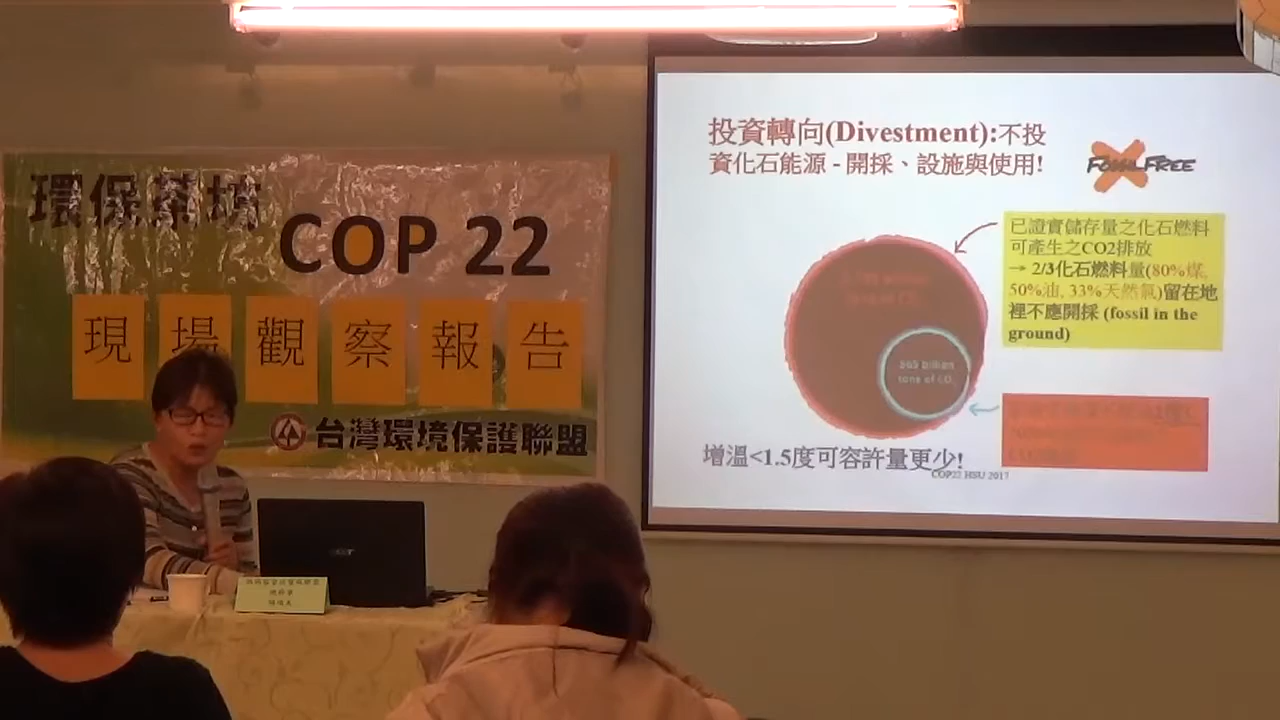 環保茶坊
COP 22
現場觀察報告
台灣環境保護聯盟
acer
投資轉向(Divestment):不投
資化石能源 - 開採、設施與使用!
FOSSIL FREE
已證實儲存量之化石燃料
可產生之CO2排放
→ 2/3化石燃料量(80%煤,
50%油, 33%天然氣)留在地
裡不應開採 (fossil in the
ground)
565 billion
tons of CO
增溫<1.5度可容許量更少!
COP22 HSU 2017